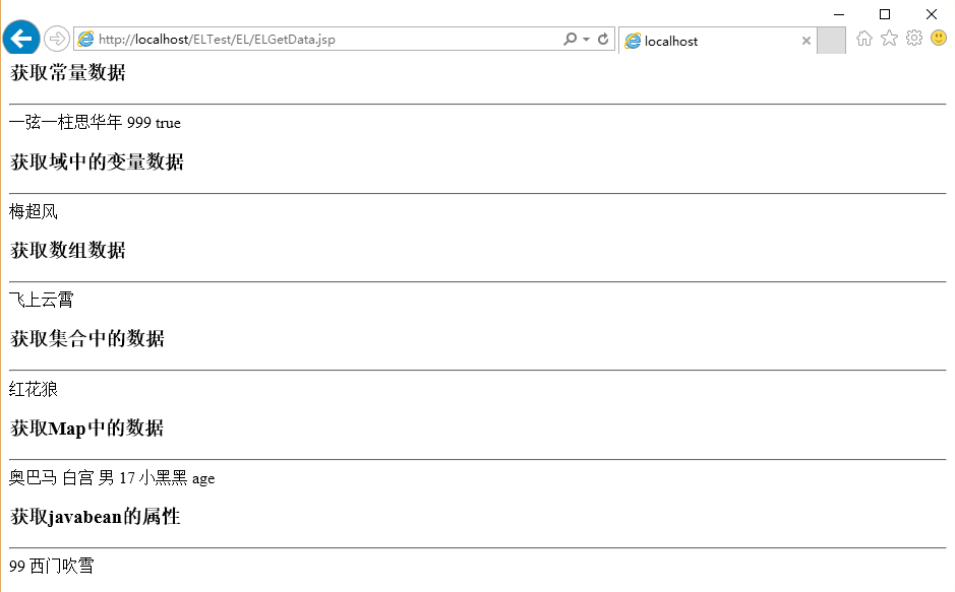 http://localhost/ELTest/EL/ELGetData.jsp
localhost
获取常量数据
一弦一柱思华年 999 true
获取域中的变量数据
梅超风
获取数组数据
飞上云霄
获取集合中的数据
红花狼
获取Map中的数据
奥巴马 白宫 男 17 小黑黑 age
获取javabean的属性
99 西门吹雪